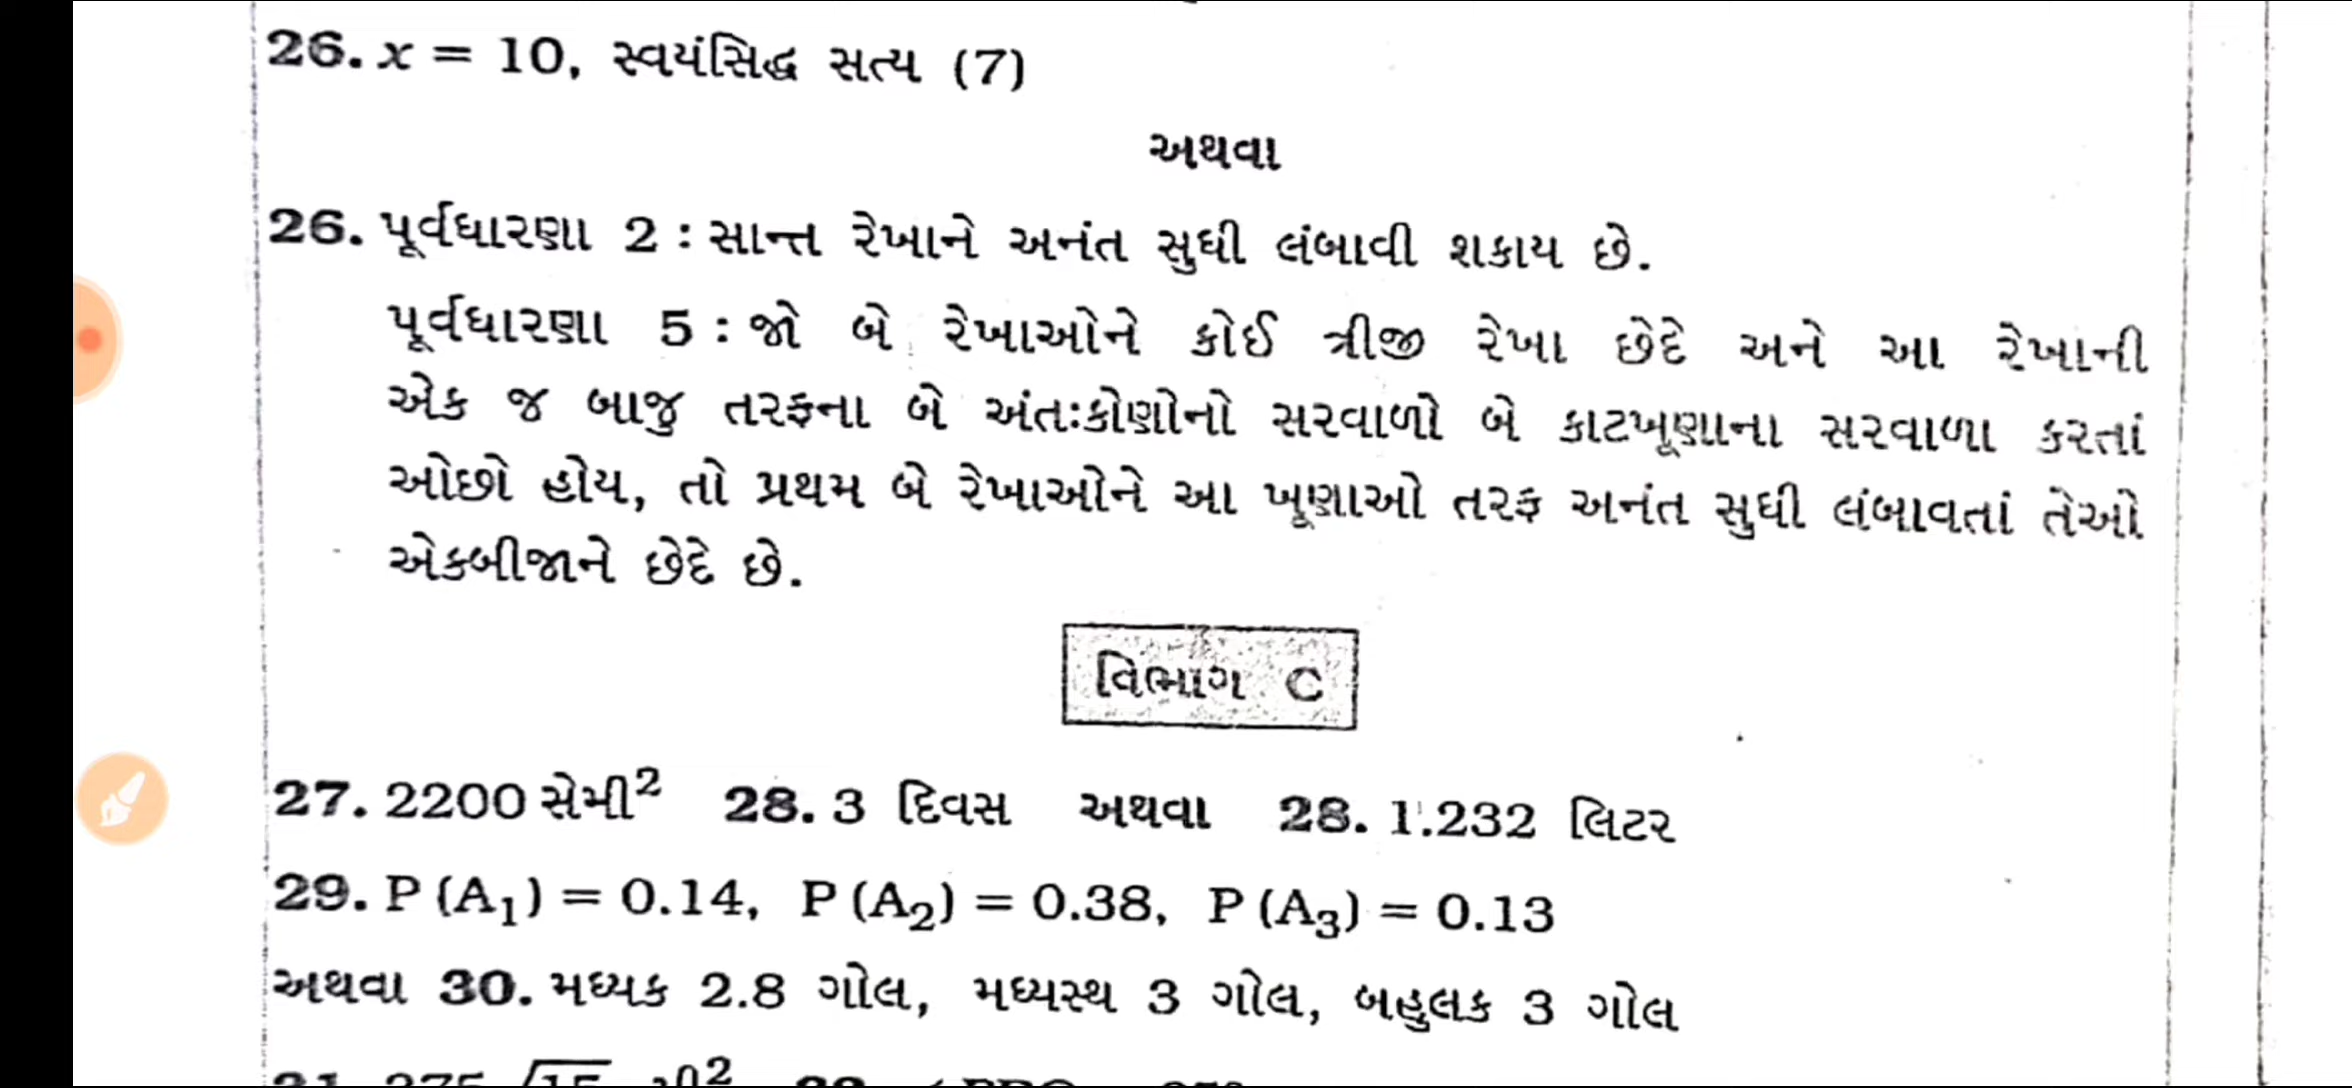 26. x = 10, સ્વયંસિદ્ધ સત્ય (7)
અથવા
26. પૂર્વધારણા 2 : સાન્ત રેખાને અનંત સુધી લંબાવી શકાય છે.
પૂર્વધારણા 5 : જો બે રેખાઓને કોઈ ત્રીજી રેખા છેદે અને આ રેખાની
એક જ બાજુ તરફના બે અંતઃકોણોનો સરવાળો બે કાટખૂણાના સરવાળા કરતાં
ઓછો હોય, તો પ્રથમ બે રેખાઓને આ ખૂણાઓ તરફ અનંત સુધી લંબાવતાં તેઓ
એકબીજાને છેદે છે.
વિભાગ C
27. 2200 સેમી² 28. 3 દિવસ અથવા 28. 1.232 લિટર
29. P (A₁) = 0.14, P (A₂) = 0.38, P (A₃) = 0.13
અથવા 30. મધ્યક 2.8 ગોલ, મધ્યસ્થ 3 ગોલ, બહુલક 3 ગોલ